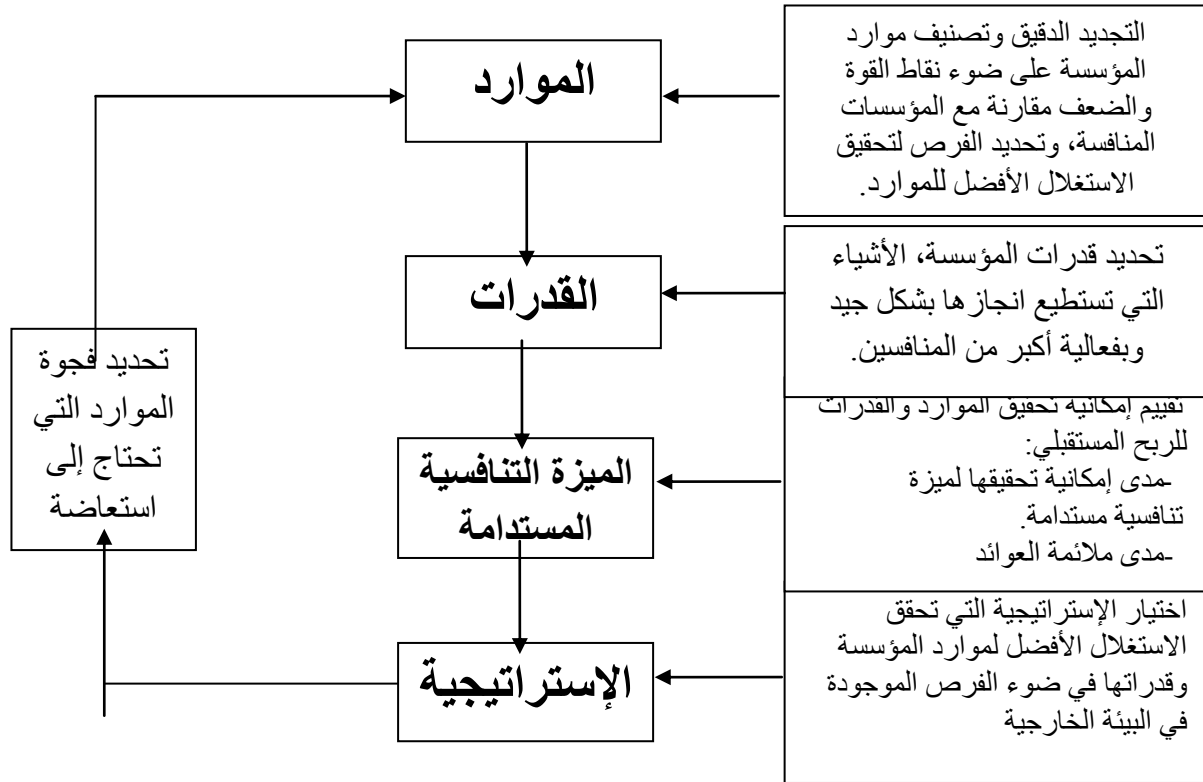 الموارد
التجديد الدقيق وتصنيف موارد
المؤسسة على ضوء نقاط القوة
والضعف مقارنة مع المؤسسات
المنافسة، وتحديد الفرص لتحقيق
الاستغلال الأفضل للموارد.
القدرات
تحديد قدرات المؤسسة، الأشياء
التي تستطيع انجازها بشكل جيد
وبفعالية أكبر من المنافسين.
الميزة التنافسية
المستدامة
تقييم إمكانية تحقيق الموارد والقدرات
للربح المستقبلي:
-مدى إمكانية تحقيقها لميزة
تنافسية مستدامة.
-مدى ملائمة العوائد
الإستراتيجية
اختيار الإستراتيجية التي تحقق
الاستغلال الأفضل لموارد المؤسسة
وقدراتها في ضوء الفرص الموجودة
في البيئة الخارجية
تحديد فجوة
الموارد التي
تحتاج إلى
استعاضة